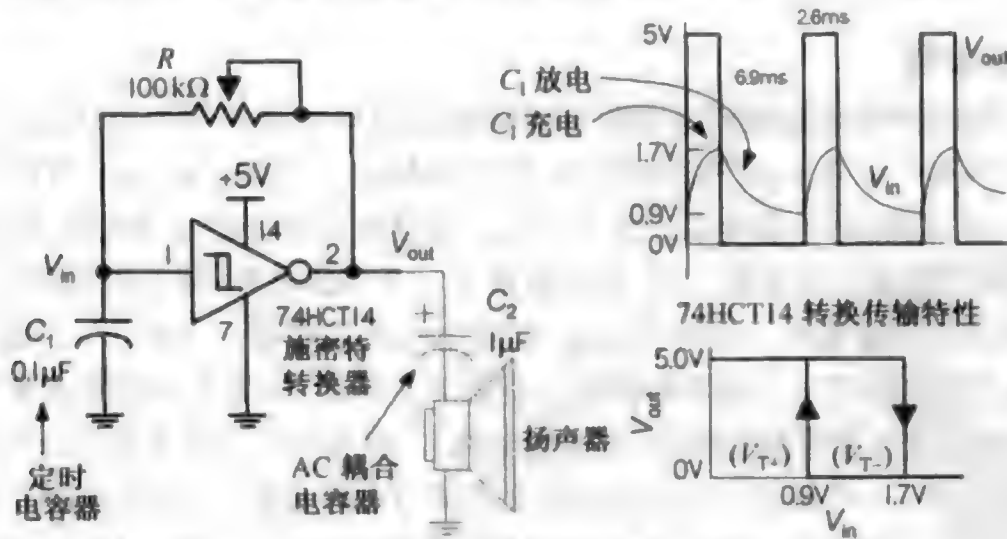 R
100kΩ
+5V
14
1
2
7
V_in
V_out
C₁
0.1μF
定时
电容器
74HCT14
施密特
转换器
C₂
+
1μF
AC 耦合
电容器
扬声器
2.8ms
5V
V_out
6.9ms
C₁ 放电
C₁ 充电
1.7V
V_in
0.9V
0V
74HCT14 转换传输特性
5.0V
V_out
0V
(V_T+)
(V_T-)
0.9V
1.7V
V_in